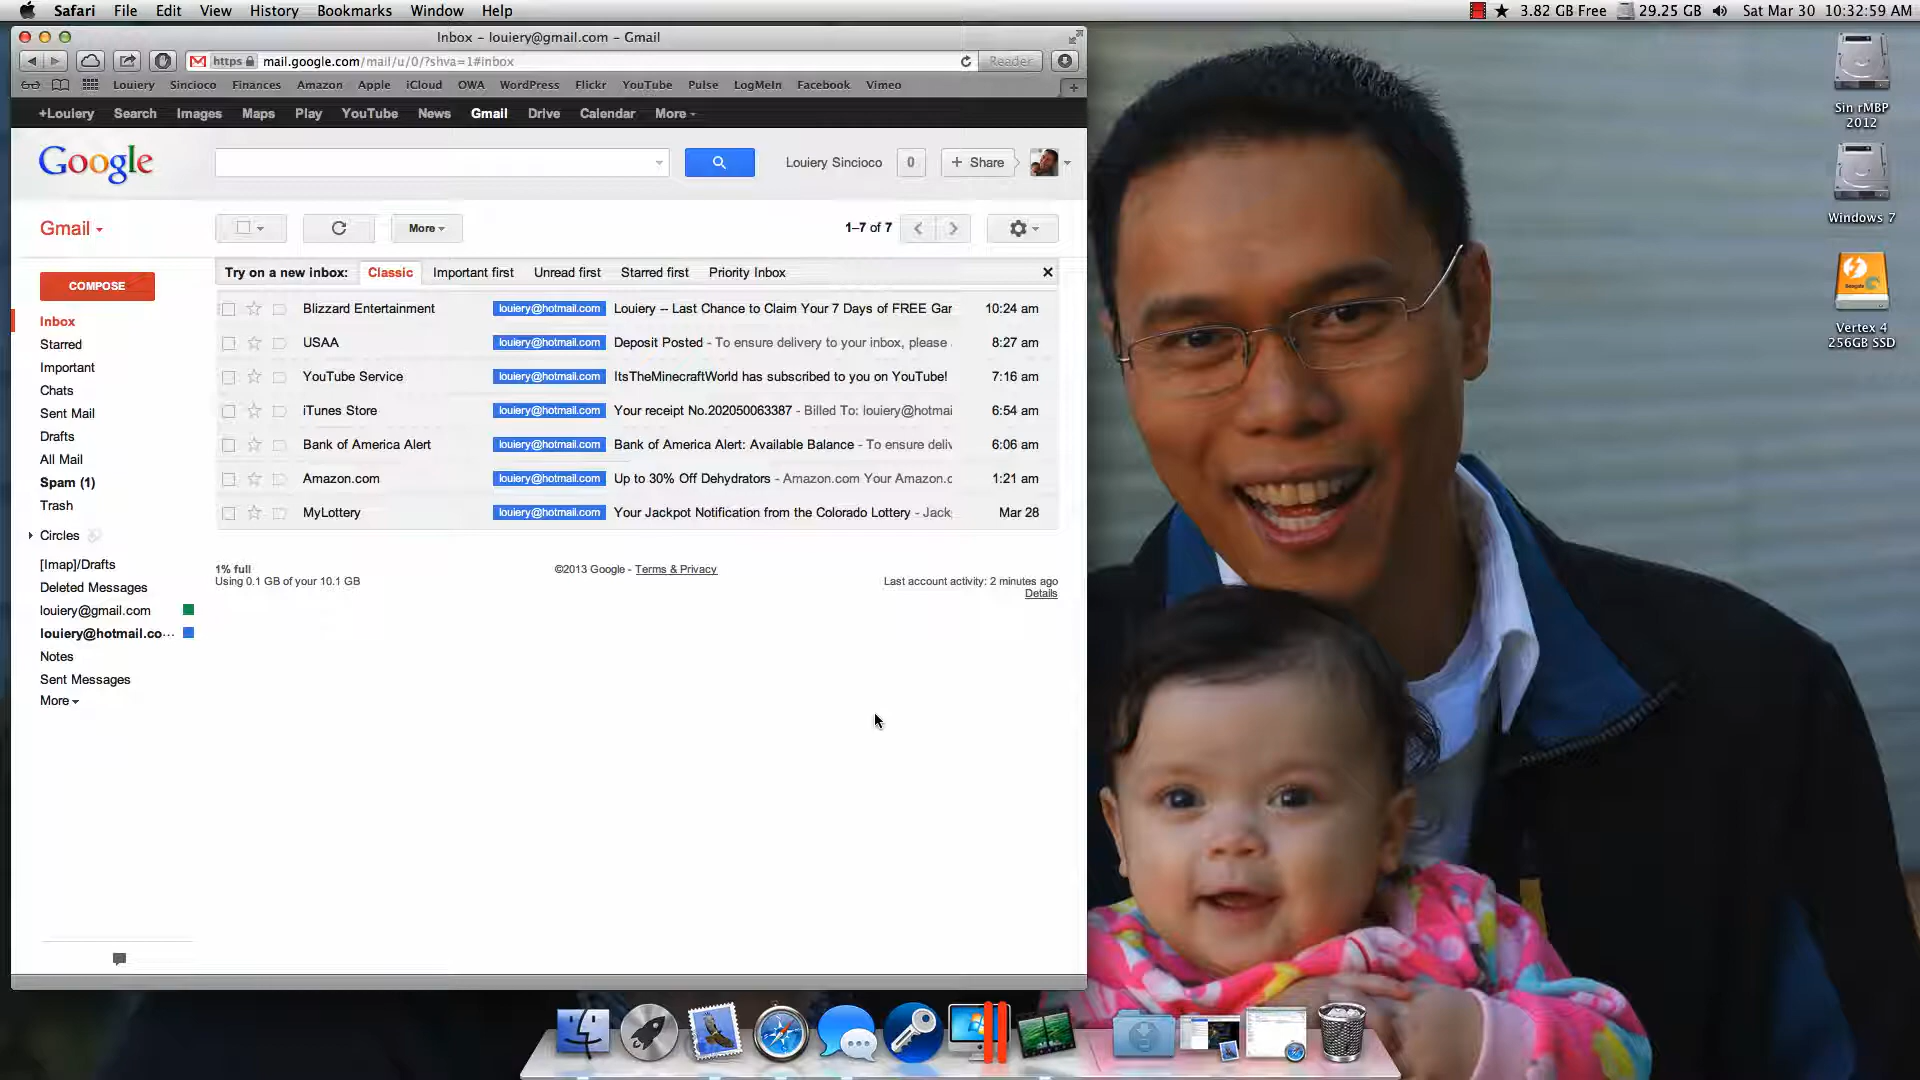 Safari File Edit View History Bookmarks Window Help 3.82 GB Free 29.25 GB Sat Mar 30 10:32:59 AM
Inbox – louiery@gmail.com – Gmail
https mail.google.com/mail/u/0/?shva=1#inbox Reader
Louiery Sincioco Finances Amazon Apple iCloud OWA WordPress Flickr YouTube Pulse LogMeIn Facebook Vimeo
+Louiery Search Images Maps Play YouTube News Gmail Drive Calendar More
Google Louiery Sincioco 0 + Share
Gmail More 1–7 of 7
Try on a new inbox: Classic Important first Unread first Starred first Priority Inbox
COMPOSE
Blizzard Entertainment louiery@hotmail.com Louiery -- Last Chance to Claim Your 7 Days of FREE Gar 10:24 am
USAA louiery@hotmail.com Deposit Posted - To ensure delivery to your inbox, please 8:27 am
YouTube Service louiery@hotmail.com ItsTheMinecraftWorld has subscribed to you on YouTube! 7:16 am
iTunes Store louiery@hotmail.com Your receipt No.202050063387 - Billed To: louiery@hotmai 6:54 am
Bank of America Alert louiery@hotmail.com Bank of America Alert: Available Balance - To ensure deliv 6:06 am
Amazon.com louiery@hotmail.com Up to 30% Off Dehydrators - Amazon.com Your Amazon.c 1:21 am
MyLottery louiery@hotmail.com Your Jackpot Notification from the Colorado Lottery - Jack Mar 28
Inbox
Starred
Important
Chats
Sent Mail
Drafts
All Mail
Spam (1)
Trash
Circles
[Imap]/Drafts
Deleted Messages
louiery@gmail.com
louiery@hotmail.co...
Notes
Sent Messages
More
1% full
Using 0.1 GB of your 10.1 GB
©2013 Google - Terms & Privacy
Last account activity: 2 minutes ago
Details
Sin rMBP
2012
Windows 7
Seagate
Vertex 4
256GB SSD